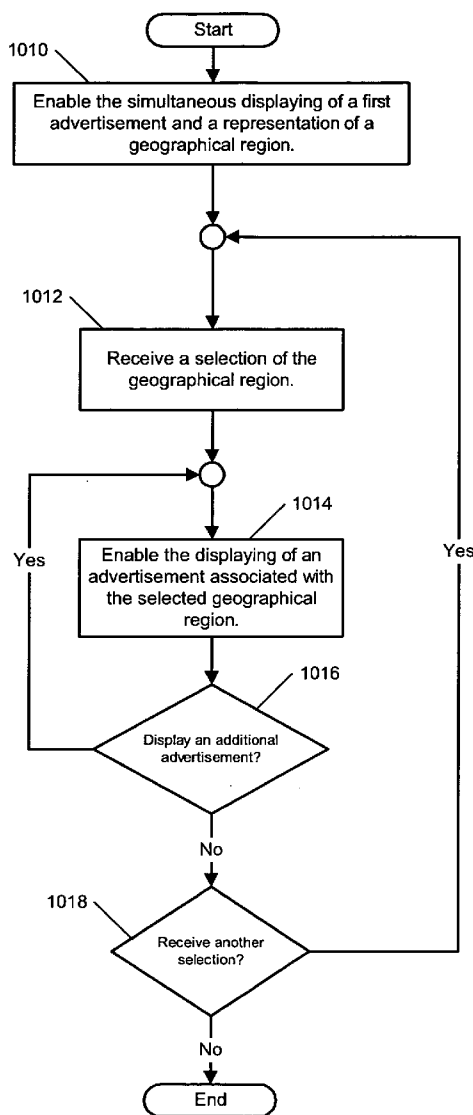 Start
1010
Enable the simultaneous displaying of a first
advertisement and a representation of a
geographical region.
1012
Receive a selection of the
geographical region.
1014
Yes
Enable the displaying of an
advertisement associated with
the selected geographical
region.
Yes
1016
Display an additional
advertisement?
No
1018
Receive another
selection?
No
End